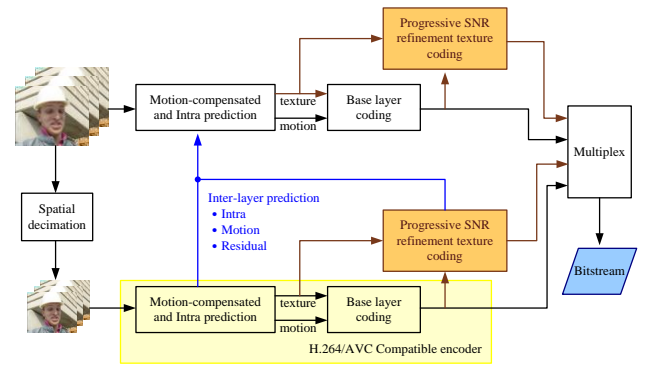 Progressive SNR
refinement texture
coding
Motion-compensated
and Intra prediction
texture
motion
Base layer
coding
Multiplex
Inter-layer prediction
• Intra
• Motion
• Residual
Spatial
decimation
Progressive SNR
refinement texture
coding
Bitstream
Motion-compensated
and Intra prediction
texture
motion
Base layer
coding
H.264/AVC Compatible encoder